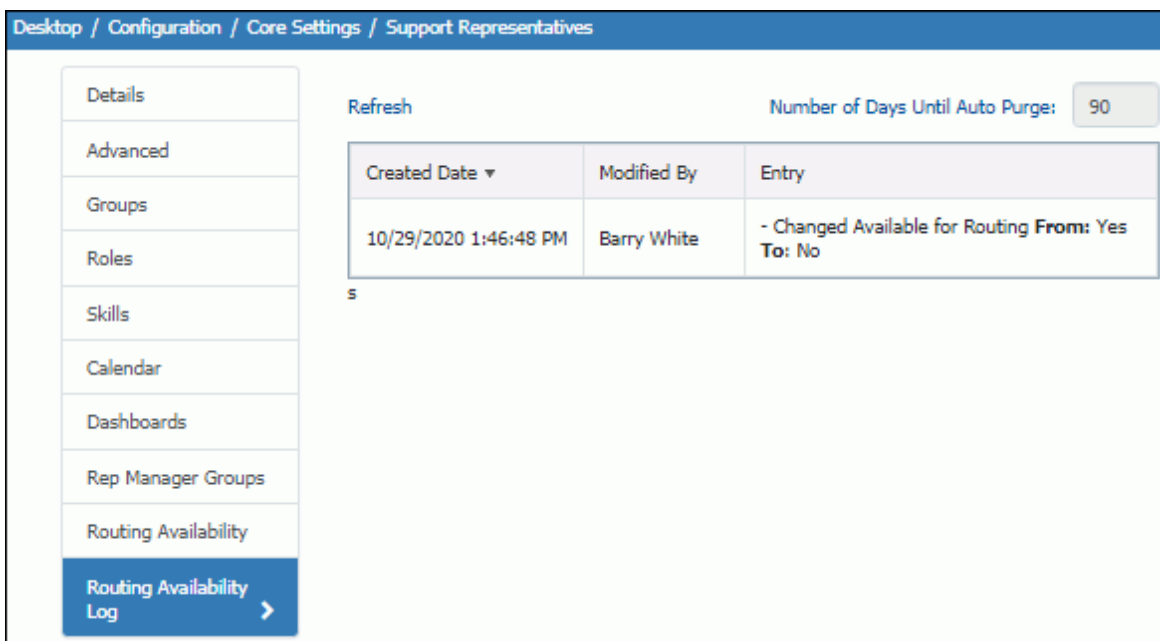 Desktop / Configuration / Core Settings / Support Representatives
Details
Advanced
Groups
Roles
Skills
Calendar
Dashboards
Rep Manager Groups
Routing Availability
Routing Availability
Log
Refresh
Number of Days Until Auto Purge: 90
Created Date Modified By Entry
10/29/2020 1:46:48 PM Barry White - Changed Available for Routing From: Yes
To: No
s